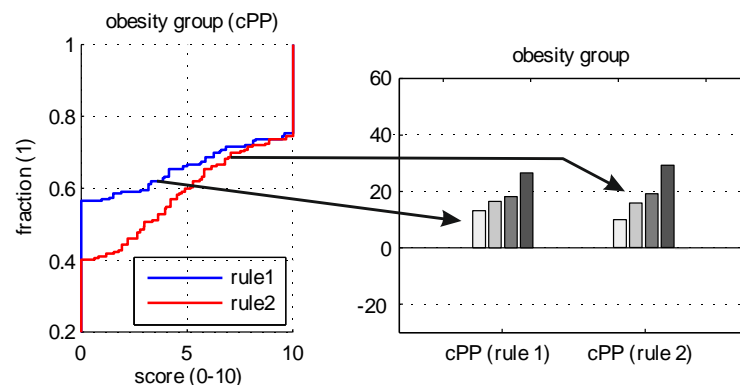 obesity group (cPP)
1
0.8
0.6
0.4
0.2
fraction (1)
rule1
rule2
0
5
10
score (0-10)
obesity group
60
40
20
0
-20
cPP (rule 1)
cPP (rule 2)